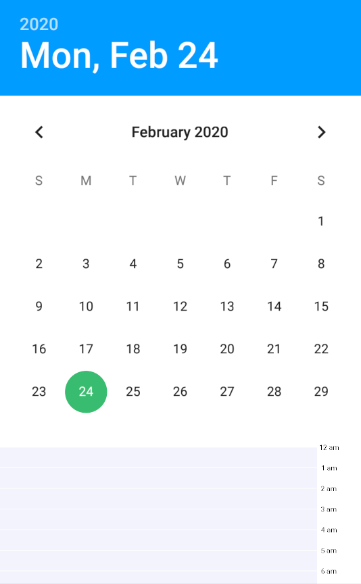 2020
Mon, Feb 24
February 2020
S M T W T F S
1
2 3 4 5 6 7 8
9 10 11 12 13 14 15
16 17 18 19 20 21 22
23 24 25 26 27 28 29
12 am
1 am
2 am
3 am
4 am
5 am
6 am